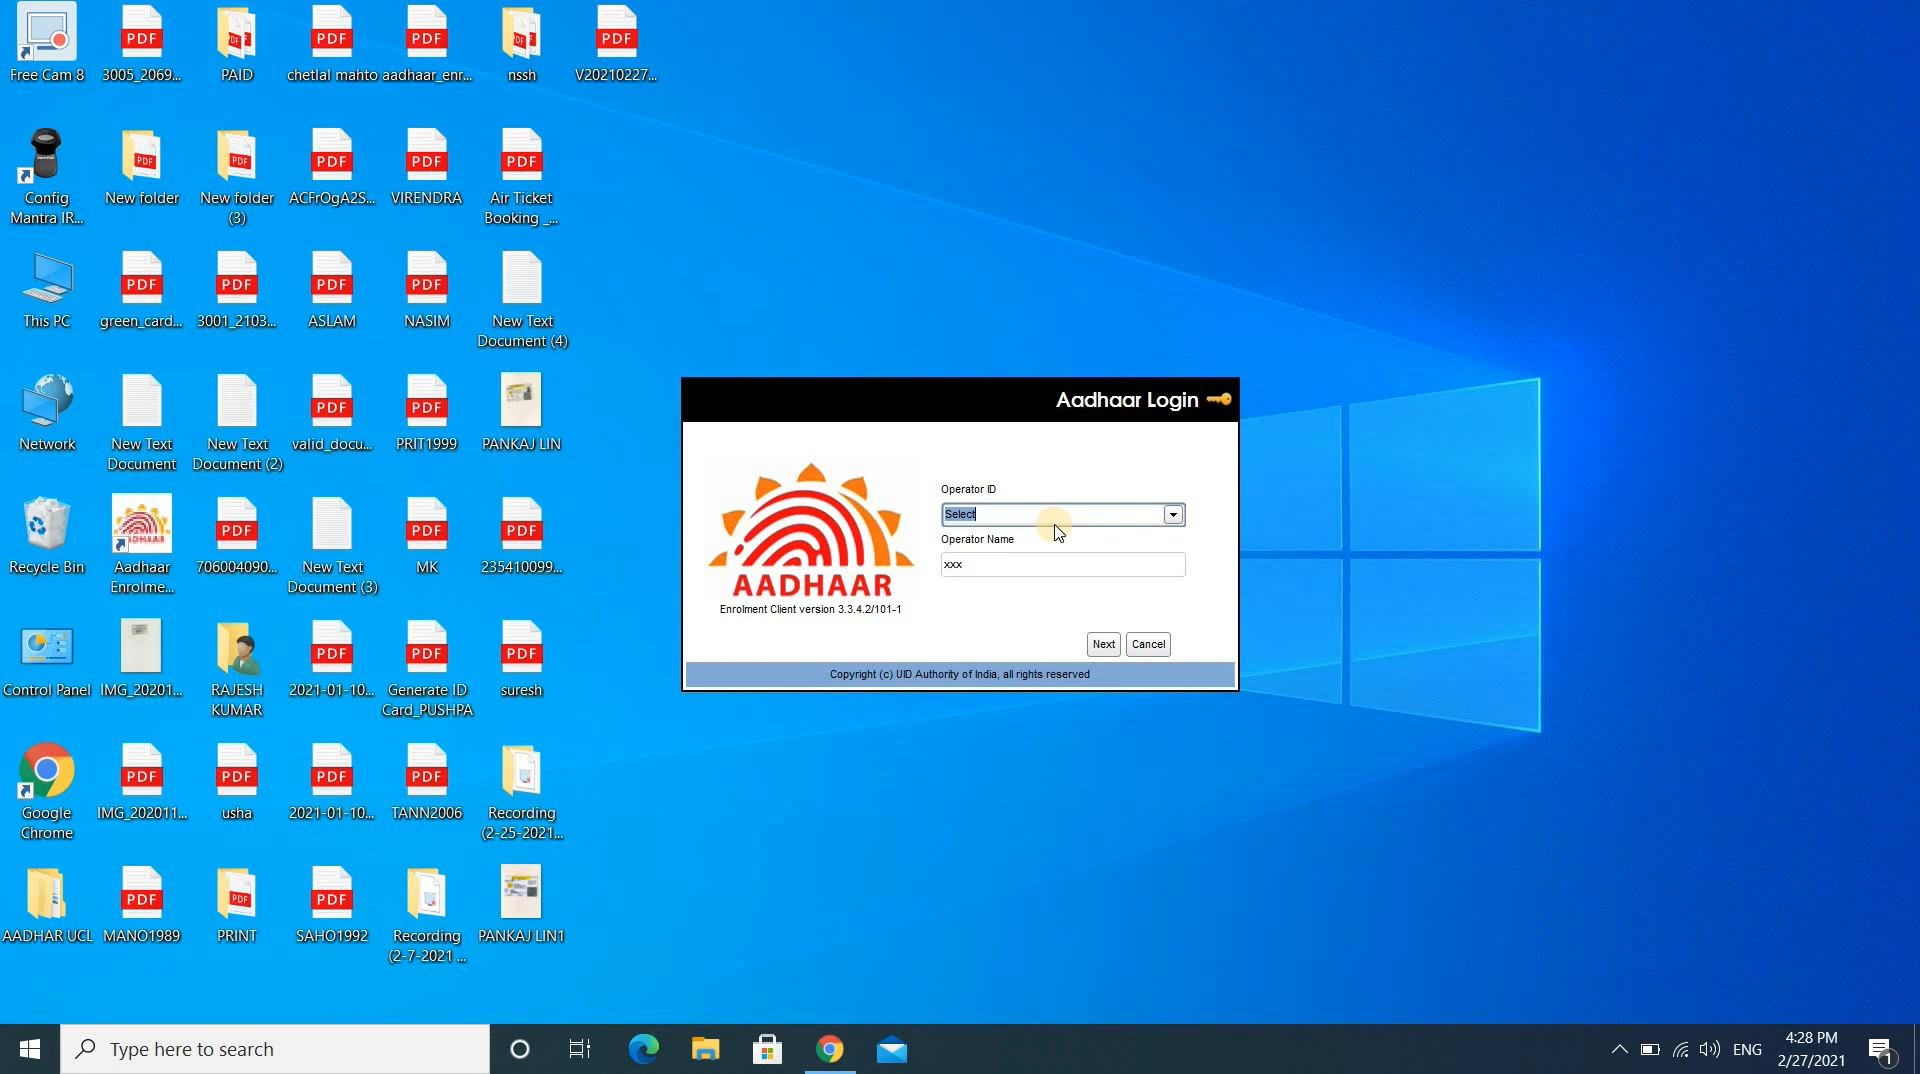 Free Cam 8
3005_2069...
PAID
chetlal mahto
aadhaar_enr...
nssh
V20210227...
Config
Mantra IR...
New folder
New folder
(3)
ACFrOgA2S...
VIRENDRA
Air Ticket
Booking _...
This PC
green_card...
3001_2103...
ASLAM
NASIM
New Text
Document (4)
Network
New Text
Document
New Text
Document (2)
valid_docu...
PRIT1999
PANKAJ LIN
Recycle Bin
Aadhaar
Enrolme...
706004090...
New Text
Document (3)
MK
235410099...
Control Panel
IMG_20201...
RAJESH
KUMAR
2021-01-10...
Generate ID
Card_PUSHPA
suresh
Google
Chrome
IMG_202011...
usha
2021-01-10...
TANN2006
Recording
(2-25-2021...
AADHAR UCL
MANO1989
PRINT
SAHO1992
Recording
(2-7-2021 ...
PANKAJ LIN1
Aadhaar Login
AADHAAR
Enrolment Client version 3.3.4.2/101-1
Operator ID
Select
Operator Name
xxx
Next
Cancel
Copyright (c) UID Authority of India, all rights reserved
Type here to search
ENG
4:28 PM
2/27/2021
1